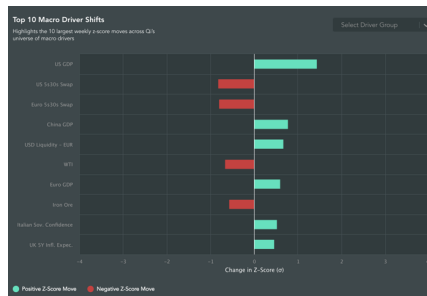 Top 10 Macro Driver Shifts
Highlights the 10 largest weekly z-score moves across Qi's
universe of macro drivers
Select Driver Group
US GDP
US 5s30s Swap
Euro 5s30s Swap
China GDP
USD Liquidity - EUR
WTI
Euro GDP
Iron Ore
Italian Sov. Confidence
UK 5Y Infl. Expec.
-4 -3 -2 -1 0 1 2 3
Change in Z-Score (σ)
Positive Z-Score Move Negative Z-Score Move